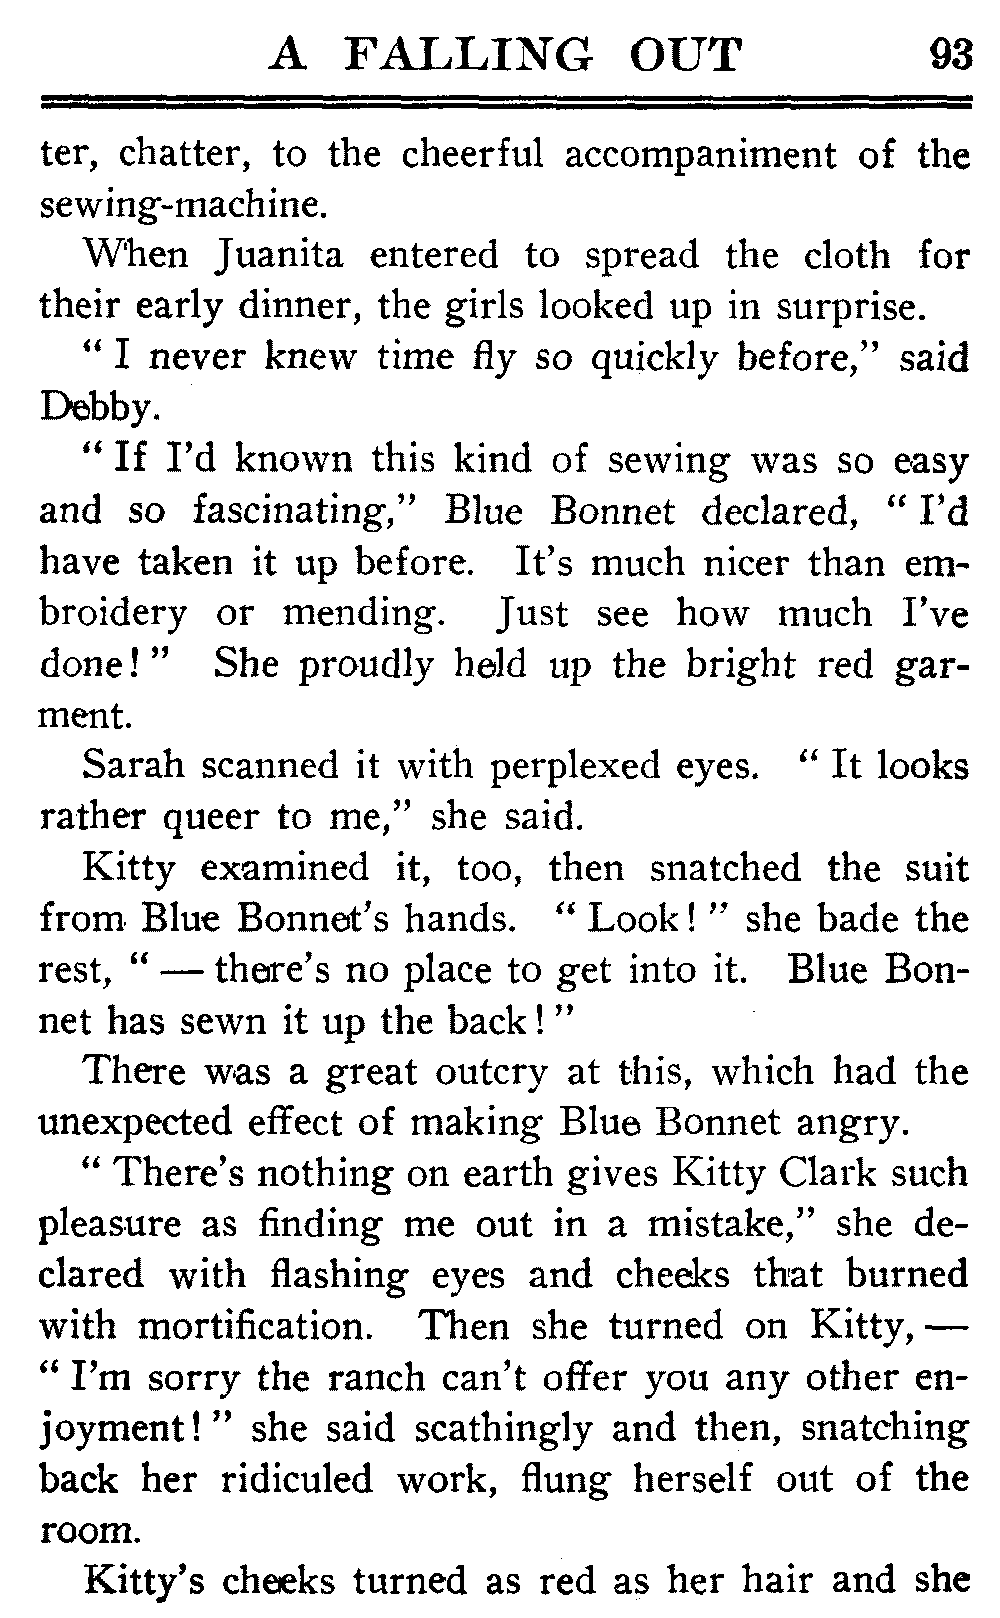 A FALLING OUT 93
ter, chatter, to the cheerful accompaniment of the
sewing-machine.
When Juanita entered to spread the cloth for
their early dinner, the girls looked up in surprise.
" I never knew time fly so quickly before," said
Debby.
" If I'd known this kind of sewing was so easy
and so fascinating," Blue Bonnet declared, " I'd
have taken it up before. It's much nicer than em-
broidery or mending. Just see how much I've
done! " She proudly held up the bright red gar-
ment.
Sarah scanned it with perplexed eyes. " It looks
rather queer to me," she said.
Kitty examined it, too, then snatched the suit
from Blue Bonnet's hands. " Look! " she bade the
rest, " — there's no place to get into it. Blue Bon-
net has sewn it up the back! "
There was a great outcry at this, which had the
unexpected effect of making Blue Bonnet angry.
" There's nothing on earth gives Kitty Clark such
pleasure as finding me out in a mistake," she de-
clared with flashing eyes and cheeks that burned
with mortification. Then she turned on Kitty, —
" I'm sorry the ranch can't offer you any other en-
joyment! " she said scathingly and then, snatching
back her ridiculed work, flung herself out of the
room.
Kitty's cheeks turned as red as her hair and she